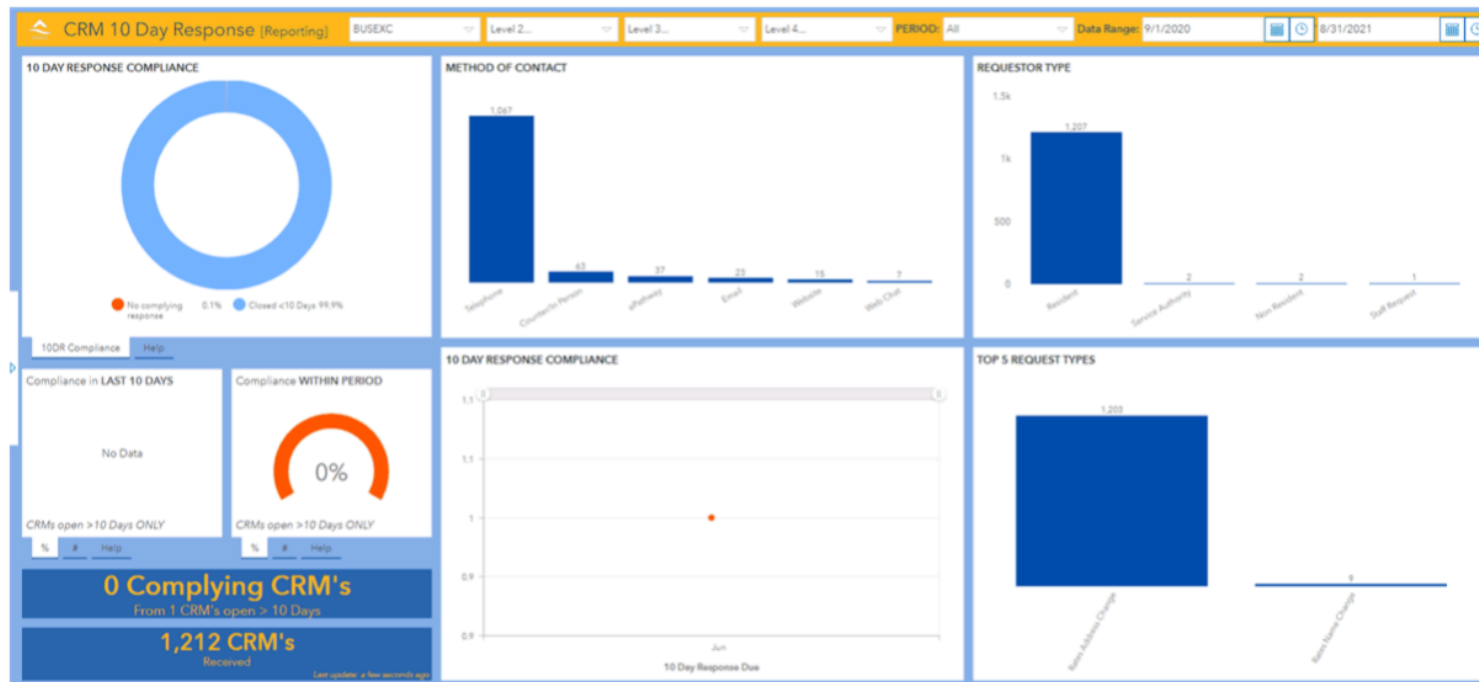 CRM 10 Day Response [Reporting]
BUSEXC
Level 2...
Level 3...
Level 4...
PERIOD: All
Data Range: 9/1/2020
8/31/2021
10 DAY RESPONSE COMPLIANCE
No complying response 0.1%
Closed <10 Days 99.9%
10DR Compliance
Help
METHOD OF CONTACT
1,067
63
37
23
15
7
Telephone
Counter/In Person
ePathway
Email
Website
Web Chat
REQUESTOR TYPE
1.5k
1k
500
0
1,207
2
2
1
Resident
Service Authority
Non Resident
Staff Request
Compliance in LAST 10 DAYS
No Data
CRMs open >10 Days ONLY
%
#
Help
Compliance WITHIN PERIOD
0%
CRMs open >10 Days ONLY
%
#
Help
0 Complying CRM's
From 1 CRM's open > 10 Days
1,212 CRM's
Received
Last update: a few seconds ago
10 DAY RESPONSE COMPLIANCE
1.1
1.1
1
0.9
0.9
Jun
10 Day Response Due
TOP 5 REQUEST TYPES
1,203
9
Rates Address Change
Rates Name Change